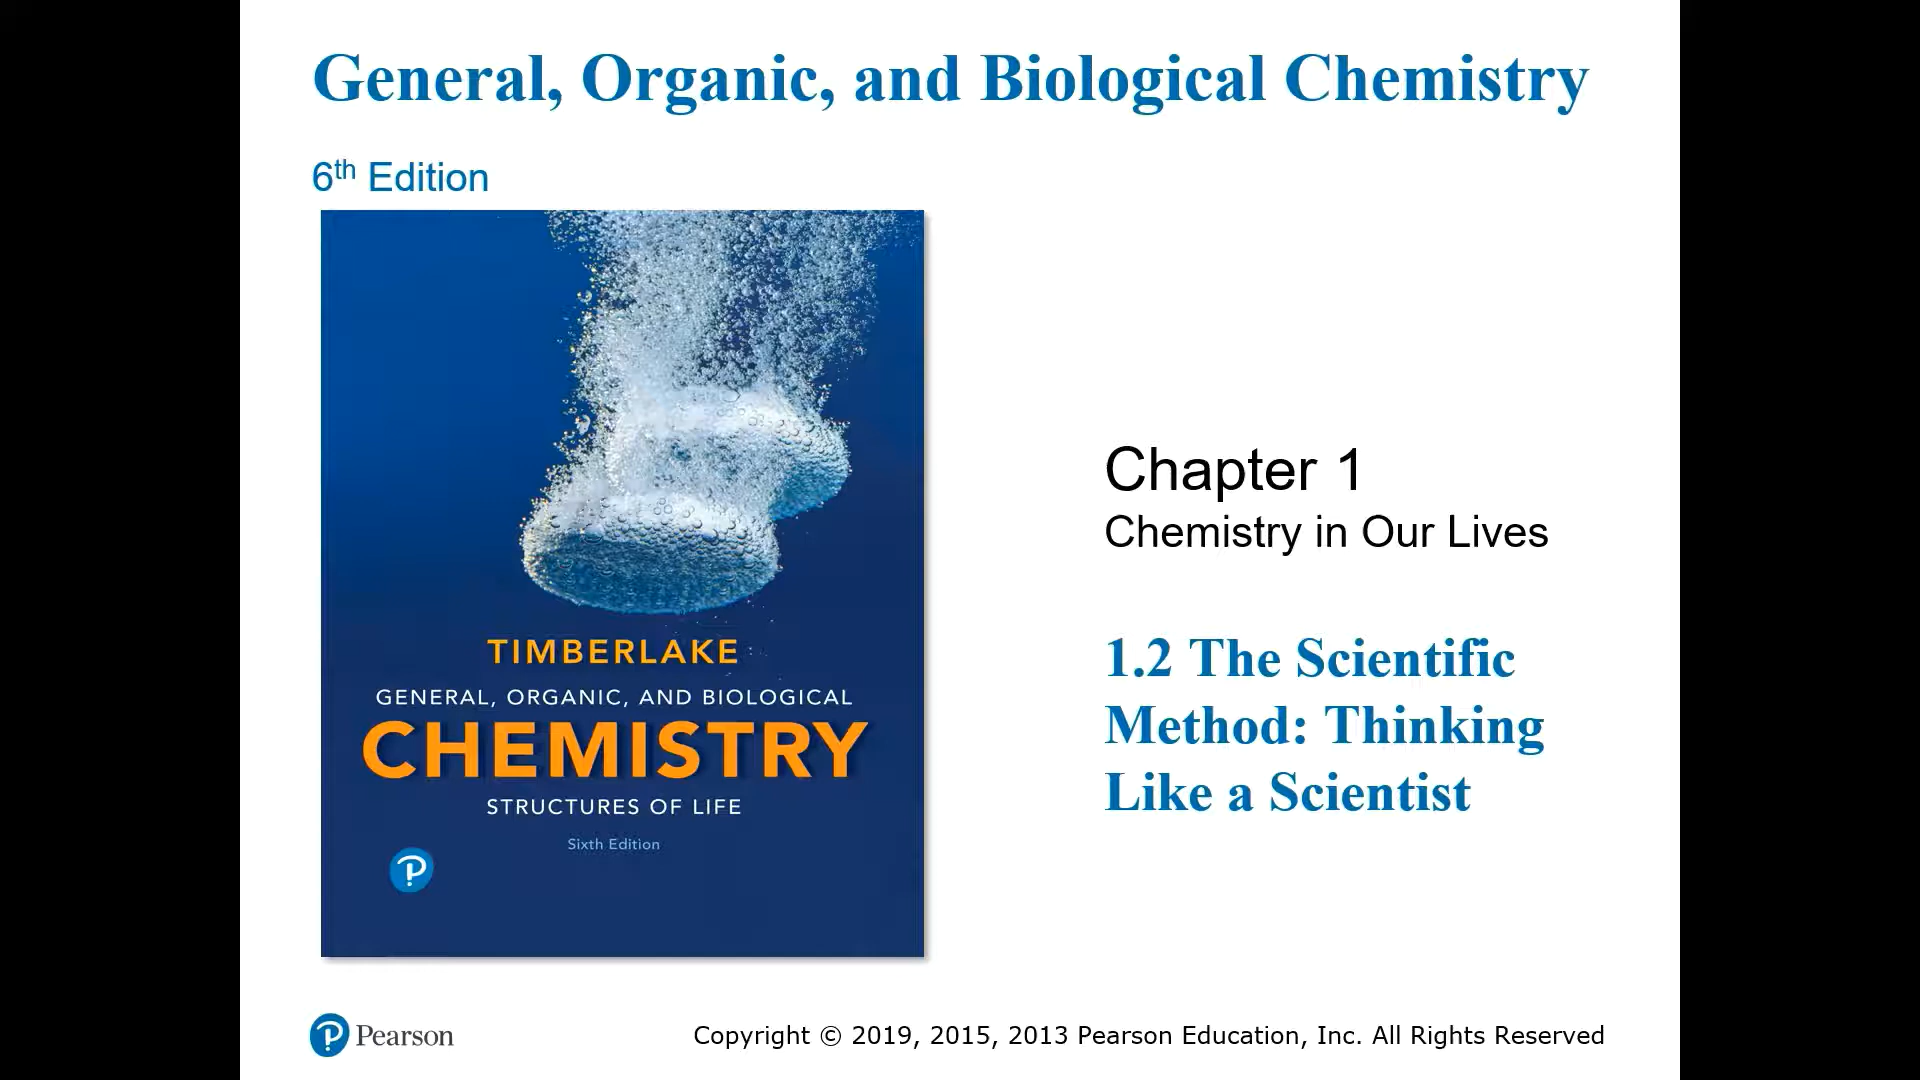 General, Organic, and Biological Chemistry
6th Edition
TIMBERLAKE
GENERAL, ORGANIC, AND BIOLOGICAL
CHEMISTRY
STRUCTURES OF LIFE
Sixth Edition
P
Chapter 1
Chemistry in Our Lives
1.2 The Scientific
Method: Thinking
Like a Scientist
P Pearson
Copyright © 2019, 2015, 2013 Pearson Education, Inc. All Rights Reserved